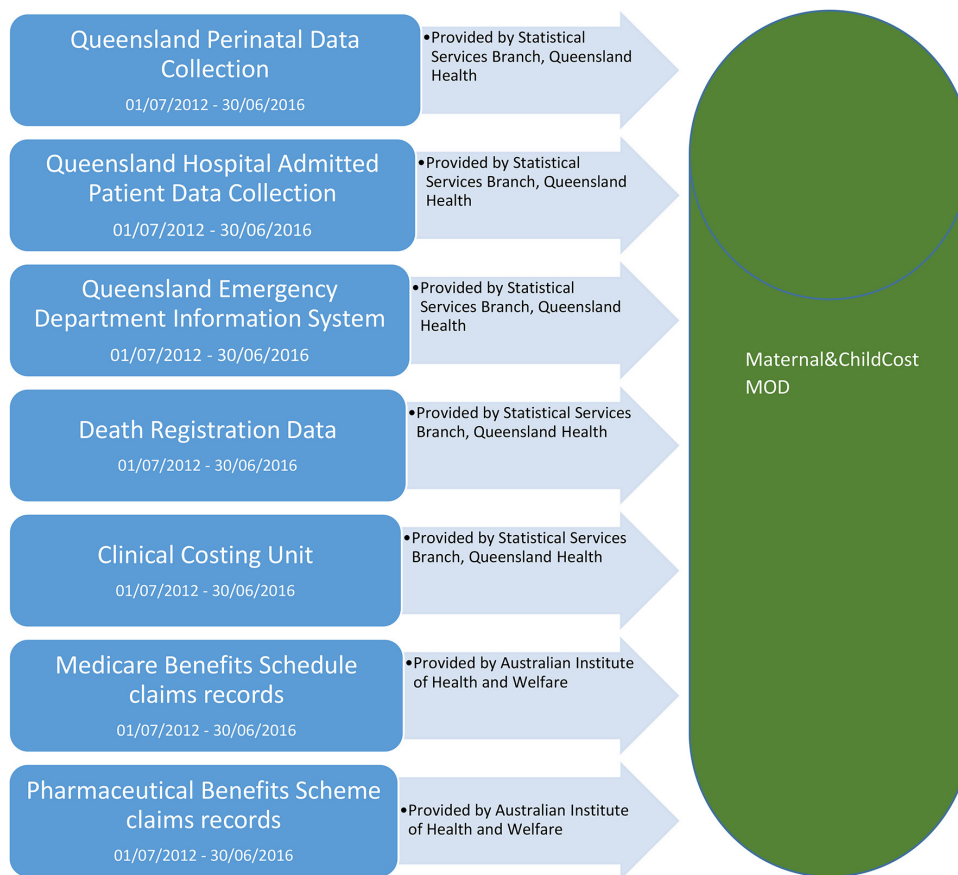 Queensland Perinatal Data
Collection
01/07/2012 - 30/06/2016
•Provided by Statistical
Services Branch, Queensland
Health
Queensland Hospital Admitted
Patient Data Collection
01/07/2012 - 30/06/2016
•Provided by Statistical
Services Branch, Queensland
Health
Queensland Emergency
Department Information System
01/07/2012 - 30/06/2016
•Provided by Statistical
Services Branch, Queensland
Health
Death Registration Data
01/07/2012 - 30/06/2016
•Provided by Statistical Services
Branch, Queensland Health
Clinical Costing Unit
01/07/2012 - 30/06/2016
•Provided by Statistical Services
Branch, Queensland Health
Medicare Benefits Schedule
claims records
01/07/2012 - 30/06/2016
•Provided by Australian Institute
of Health and Welfare
Pharmaceutical Benefits Scheme
claims records
01/07/2012 - 30/06/2016
•Provided by Australian Institute
of Health and Welfare
Maternal&ChildCost
MOD